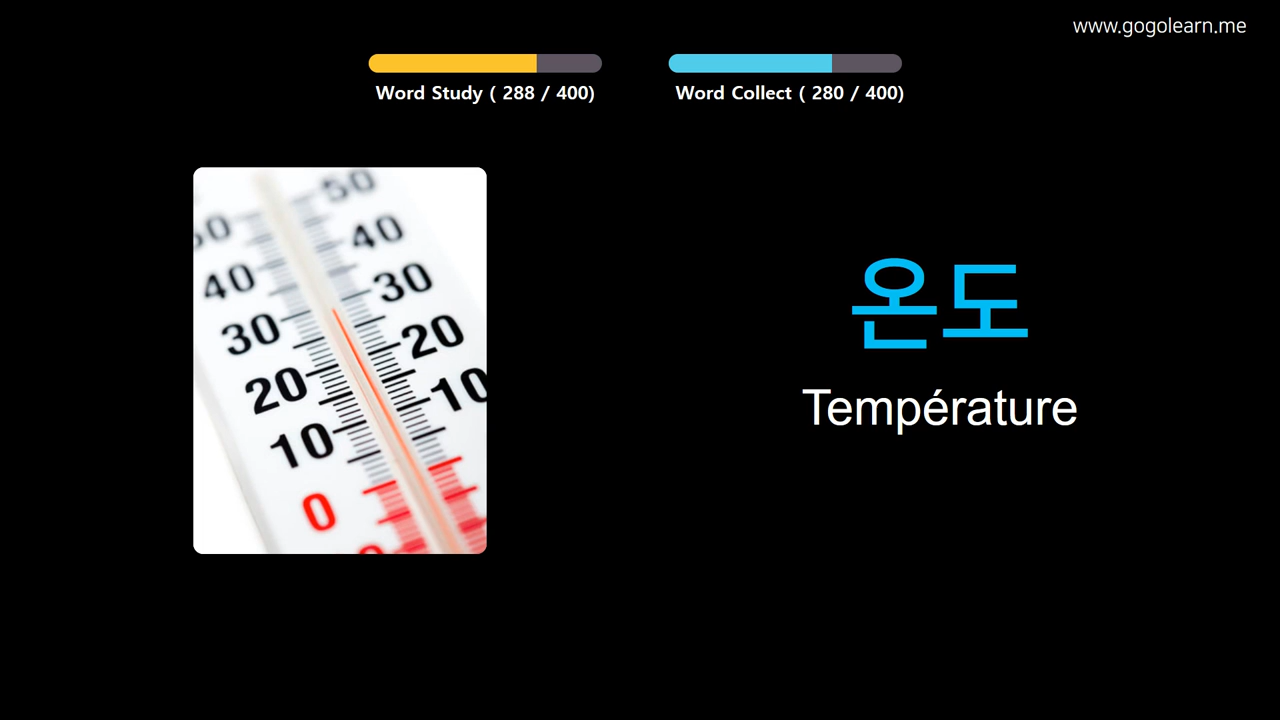 www.gogolearn.me
Word Study ( 288 / 400)
Word Collect ( 280 / 400)
50
40
40
30
30
20
20
10
10
0
온도
Température